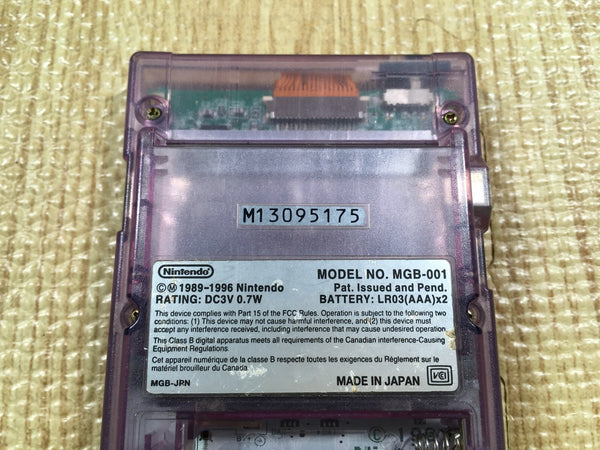 M13095175
Nintendo
©Ⓜ 1989-1996 Nintendo
MODEL NO. MGB-001
Pat. Issued and Pend.
RATING: DC3V 0.7W
BATTERY: LR03(AAA)x2
This device complies with Part 15 of the FCC Rules. Operation is subject to the following two
conditions: (1) This device may not cause harmful interference, and (2) this device must
accept any interference received, including interference that may cause undesired operation.
This Class B digital apparatus meets all requirements of the Canadian interference-Causing
Equipment Regulations.
Cet appareil numérique de la classe B respecte toutes les exigences du Règlement sur le
matériel brouilleur du Canada
MGB-JPN
MADE IN JAPAN
VCI